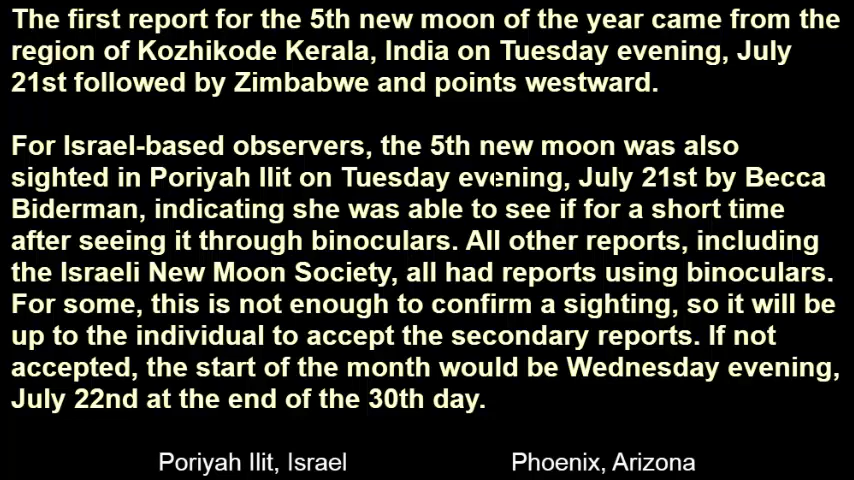 The first report for the 5th new moon of the year came from the
region of Kozhikode Kerala, India on Tuesday evening, July
21st followed by Zimbabwe and points westward.
For Israel-based observers, the 5th new moon was also
sighted in Poriyah Ilit on Tuesday evening, July 21st by Becca
Biderman, indicating she was able to see if for a short time
after seeing it through binoculars. All other reports, including
the Israeli New Moon Society, all had reports using binoculars.
For some, this is not enough to confirm a sighting, so it will be
up to the individual to accept the secondary reports. If not
accepted, the start of the month would be Wednesday evening,
July 22nd at the end of the 30th day.
Poriyah Ilit, Israel
Phoenix, Arizona